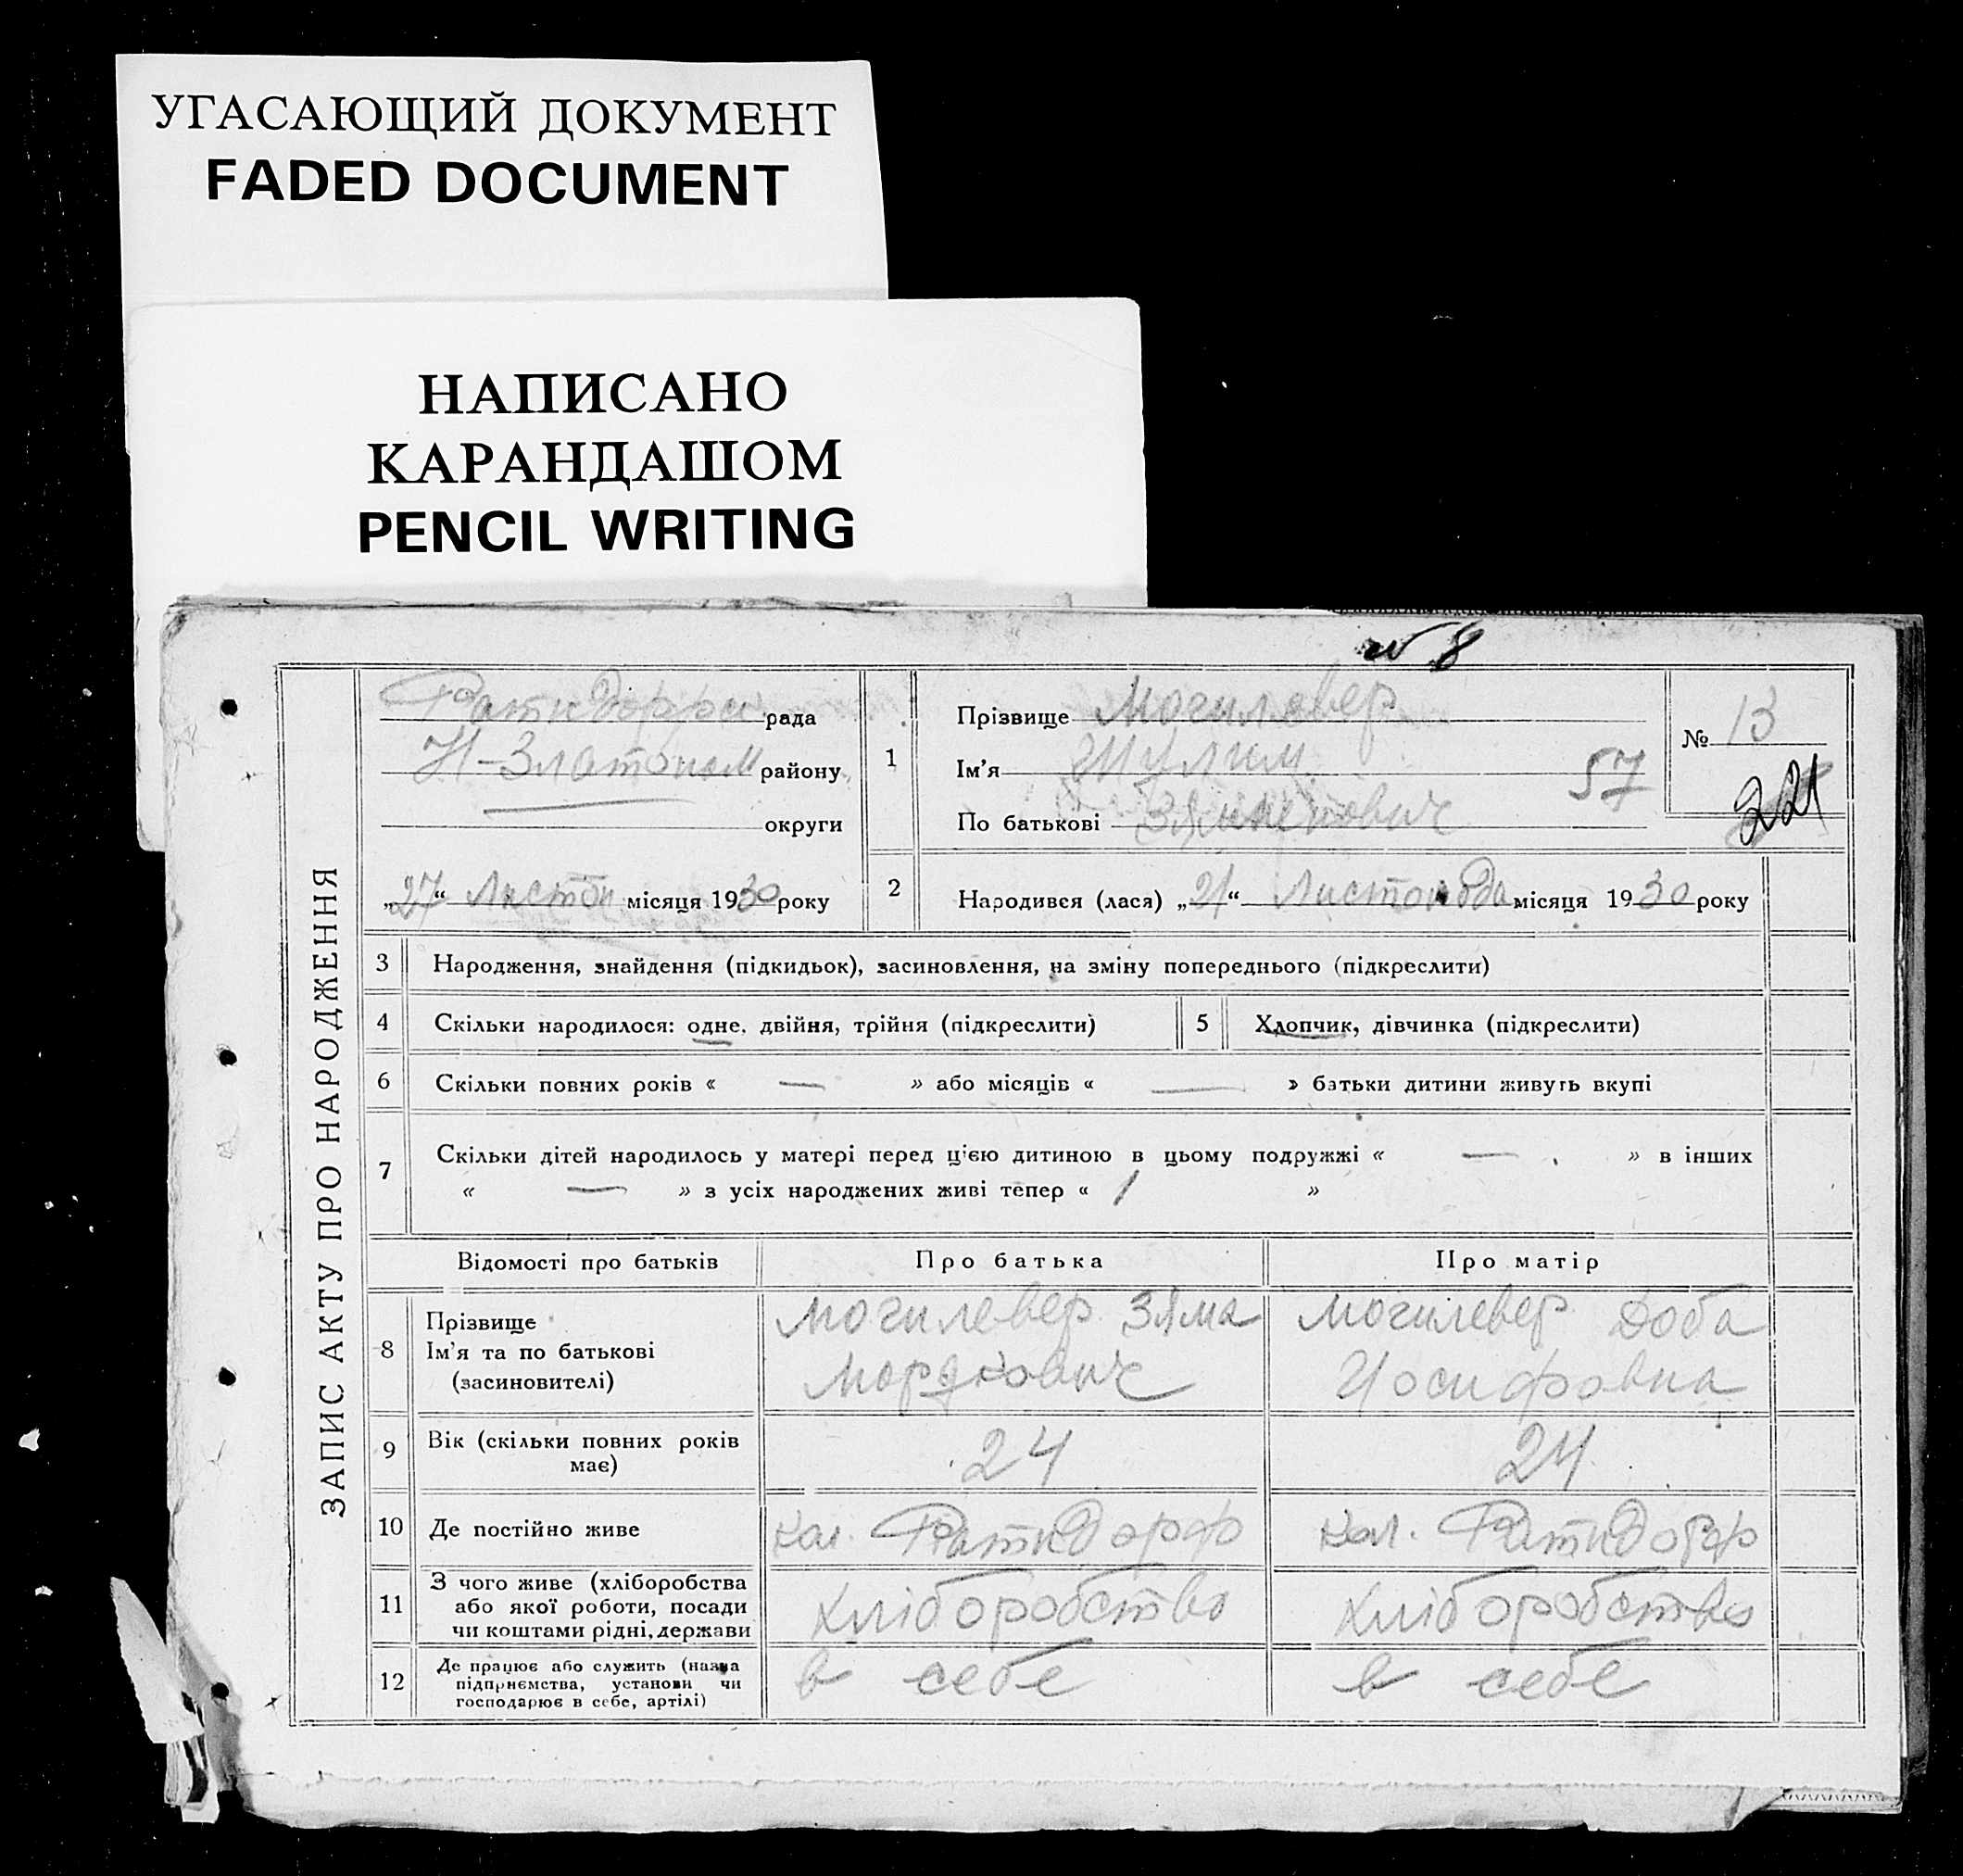 УГАСАЮЩИЙ ДОКУМЕНТ
FADED DOCUMENT
НАПИСАНО
КАРАНДАШОМ
PENCIL WRITING
№ 8
ЗАПИС АКТУ ПРО НАРОДЖЕННЯ
рада
Н-Златопол району
округи
„27“ Листоп місяця 1930 року
1
Прізвище Могилевер
Ім'я Шулим
57
По батькові
№ 13
221
2
Народився (лася) „21“ Листопада місяця 1930 року
3 Народження, знайдення (підкидьок), засиновлення, на зміну попереднього (підкреслити)
4 Скільки народилося: одне, двійня, трійня (підкреслити) 5 Хлопчик, дівчинка (підкреслити)
6 Скільки повних років « — » або місяців « — » батьки дитини живуть вкупі
7 Скільки дітей народилось у матері перед цією дитиною в цьому подружжі « — » в інших
« — » з усіх народжених живі тепер « 1 »
Відомості про батьків Про батька Про матір
8 Прізвище
Ім'я та по батькові
(засиновителі)
Могилевер Зяма
Мордкович
Могилевер Доба
Иосифовна
9 Вік (скільки повних років
має)
24 24
10 Де постійно живе кол. Ратндорф кол. Ратндорф
11 З чого живе (хліборобства
або якої роботи, посади
чи коштами рідні, держави
хліборобство хліборобство
12 Де працює або служить (назва
підприємства, установи чи
господарює в себе, артілі)
в себе в себе